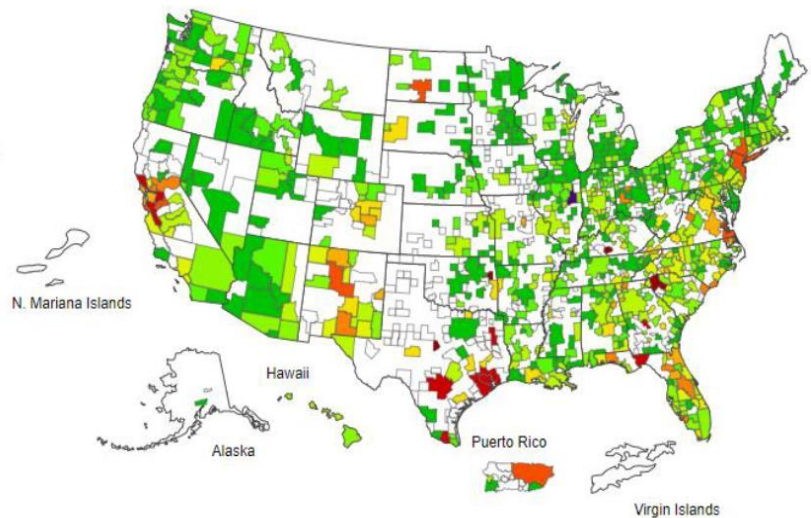 N. Mariana Islands
Hawaii
Alaska
Puerto Rico
Virgin Islands